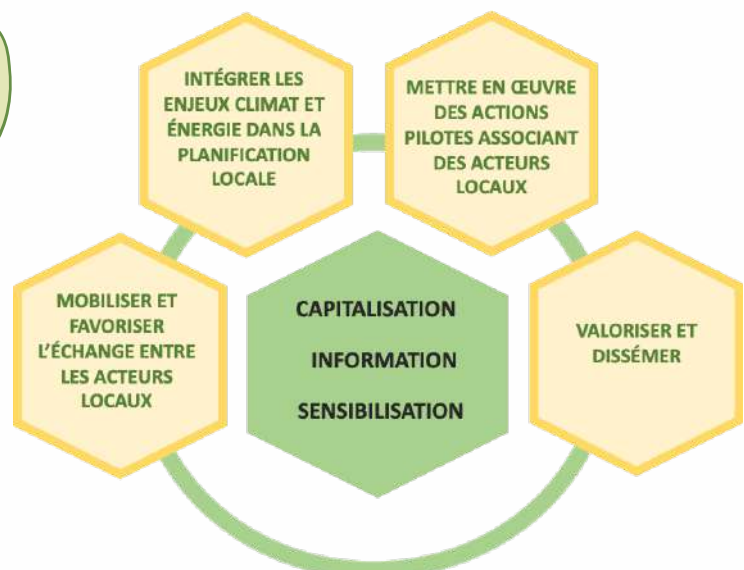 INTÉGRER LES
ENJEUX CLIMAT ET
ÉNERGIE DANS LA
PLANIFICATION
LOCALE
METTRE EN ŒUVRE
DES ACTIONS
PILOTES ASSOCIANT
DES ACTEURS
LOCAUX
MOBILISER ET
FAVORISER
L'ÉCHANGE ENTRE
LES ACTEURS
LOCAUX
CAPITALISATION
INFORMATION
SENSIBILISATION
VALORISER ET
DISSÉMER